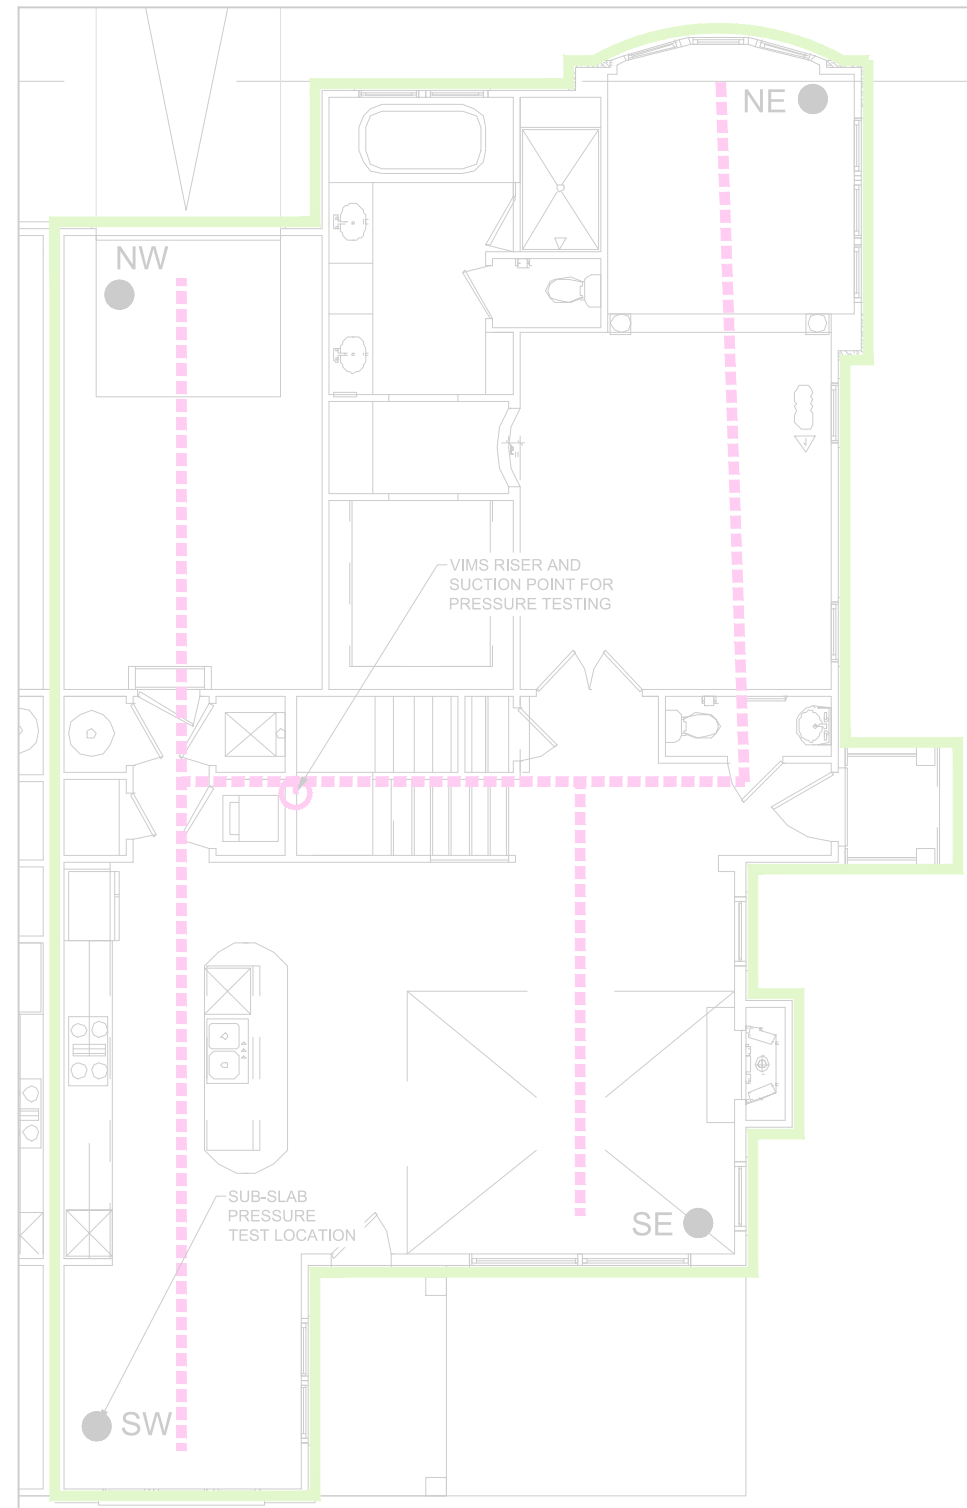 NE
NW
VIMS RISER AND
SUCTION POINT FOR
PRESSURE TESTING
SUB-SLAB
PRESSURE
TEST LOCATION
SE
SW